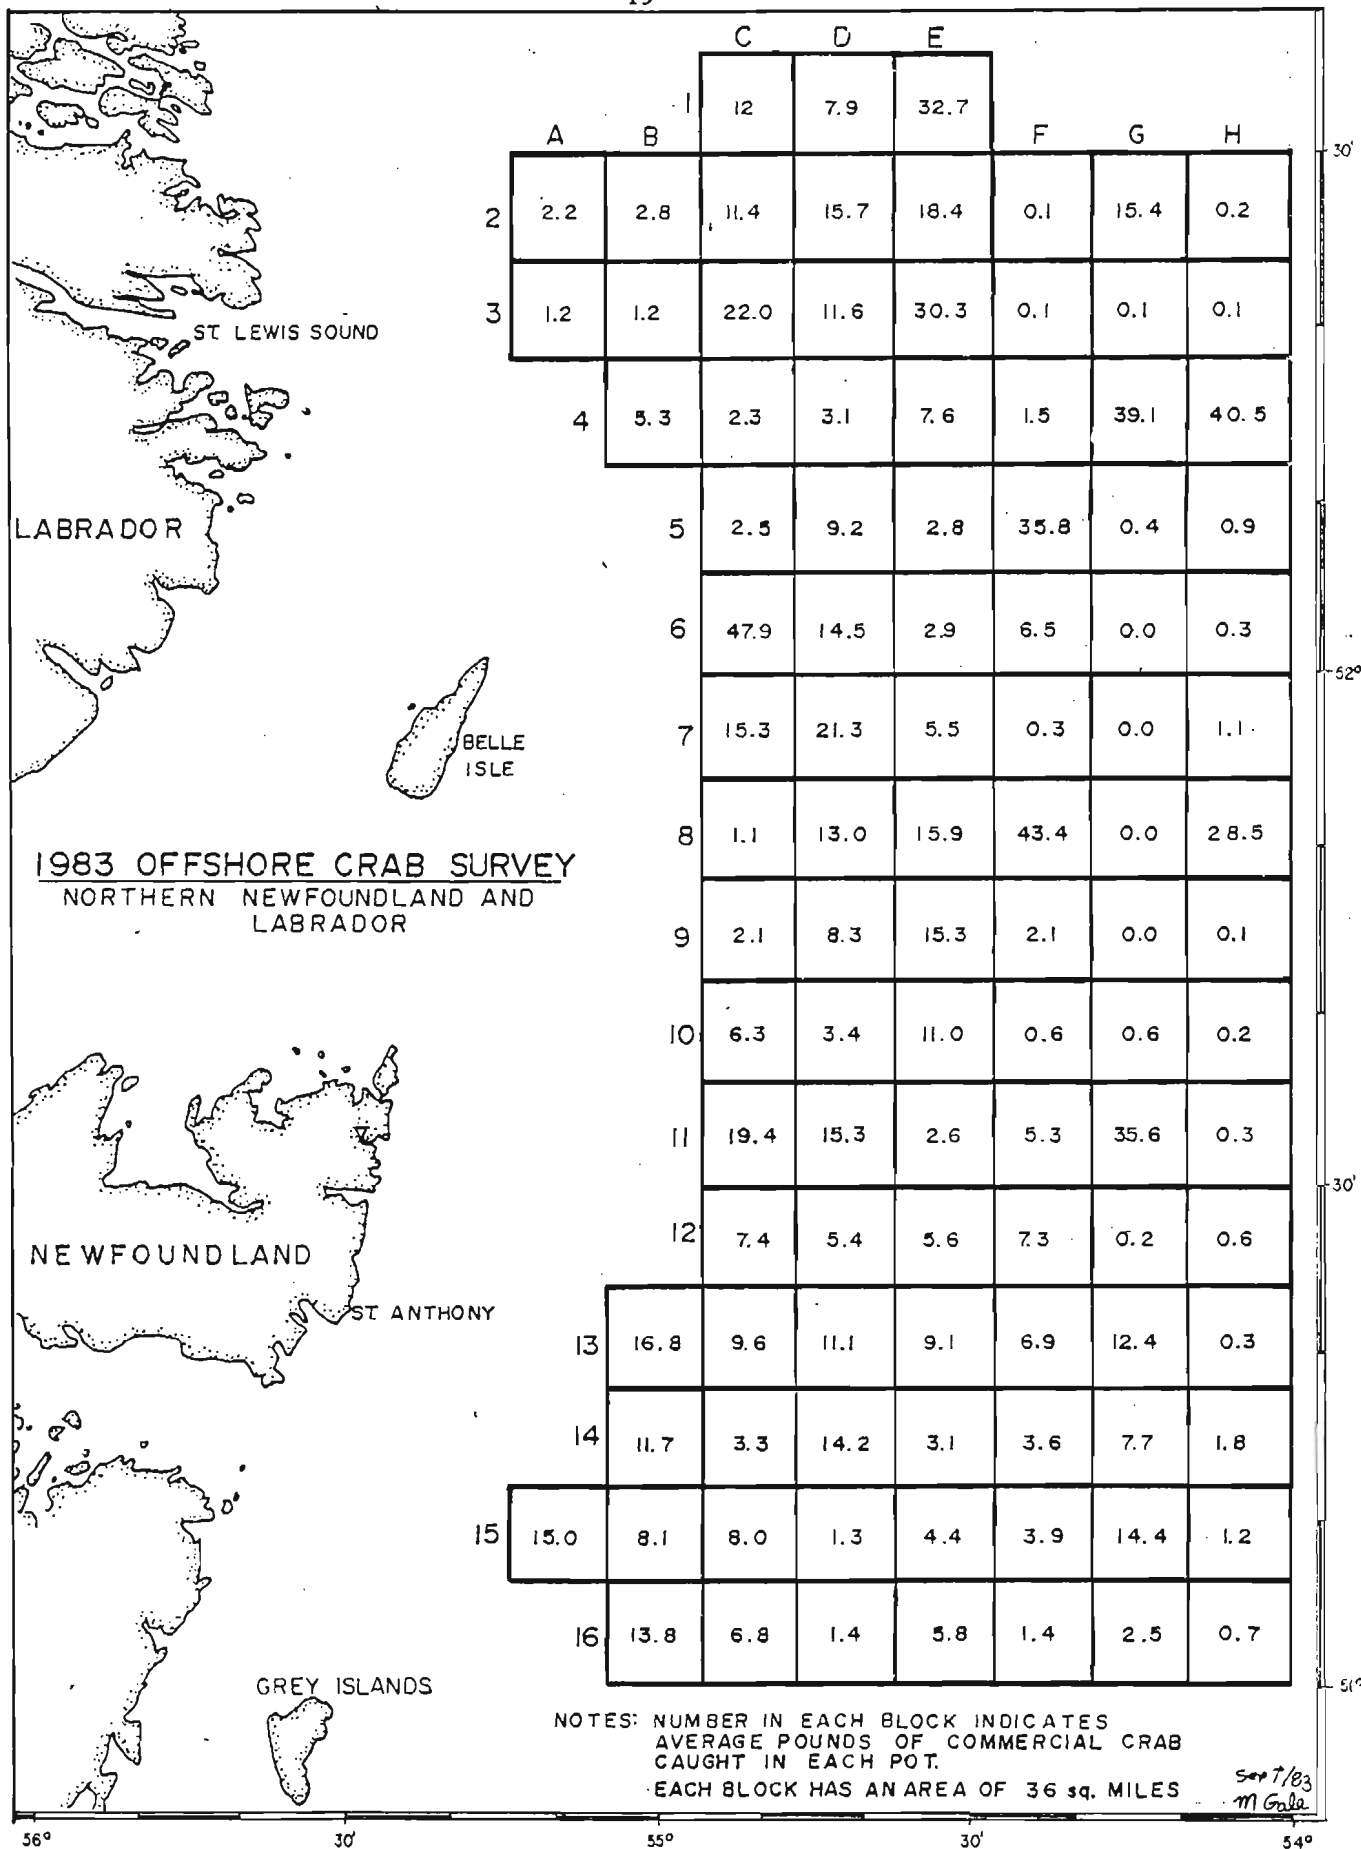 C D E
1 12 7.9 32.7
A B F G H
30'
2 2.2 2.8 11.4 15.7 18.4 0.1 15.4 0.2
3 1.2 1.2 22.0 11.6 30.3 0.1 0.1 0.1
ST. LEWIS SOUND
4 5.3 2.3 3.1 7.6 1.5 39.1 40.5
LABRADOR
5 2.5 9.2 2.8 35.8 0.4 0.9
6 47.9 14.5 2.9 6.5 0.0 0.3
52°
7 15.3 21.3 5.5 0.3 0.0 1.1
BELLE
ISLE
8 1.1 13.0 15.9 43.4 0.0 28.5
1983 OFFSHORE CRAB SURVEY
NORTHERN NEWFOUNDLAND AND
LABRADOR
9 2.1 8.3 15.3 2.1 0.0 0.1
10 6.3 3.4 11.0 0.6 0.6 0.2
11 19.4 15.3 2.6 5.3 35.6 0.3
30'
12 7.4 5.4 5.6 7.3 0.2 0.6
NEWFOUNDLAND
ST. ANTHONY
13 16.8 9.6 11.1 9.1 6.9 12.4 0.3
14 11.7 3.3 14.2 3.1 3.6 7.7 1.8
15 15.0 8.1 8.0 1.3 4.4 3.9 14.4 1.2
16 13.8 6.8 1.4 5.8 1.4 2.5 0.7
GREY ISLANDS
51°
NOTES: NUMBER IN EACH BLOCK INDICATES
AVERAGE POUNDS OF COMMERCIAL CRAB
CAUGHT IN EACH POT.
EACH BLOCK HAS AN AREA OF 36 sq. MILES
Sept/83
M Gale
56° 30' 55° 30' 54°